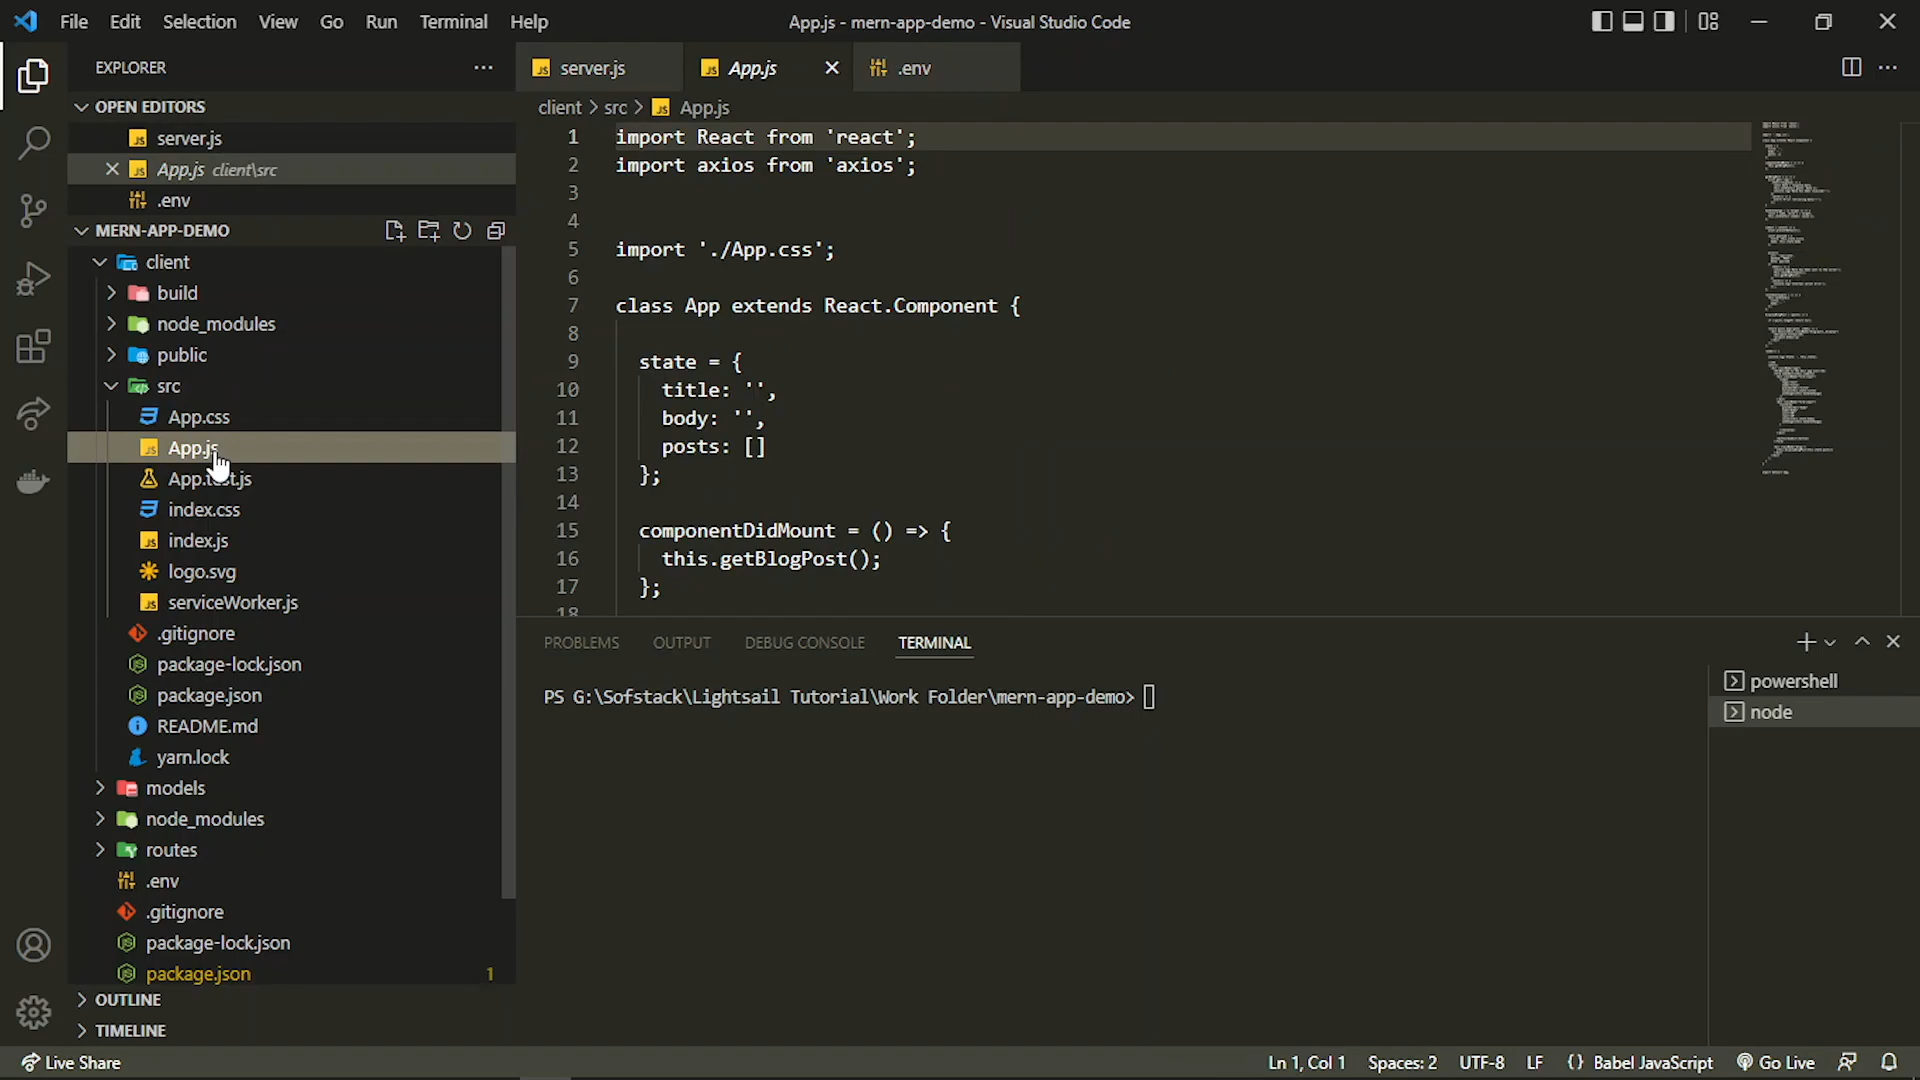 File Edit Selection View Go Run Terminal Help
App.js - mern-app-demo - Visual Studio Code
EXPLORER
OPEN EDITORS
server.js
App.js client\src
.env
MERN-APP-DEMO
client
build
node_modules
public
src
App.css
App.js
App.test.js
index.css
index.js
logo.svg
serviceWorker.js
.gitignore
package-lock.json
package.json
README.md
yarn.lock
models
node_modules
routes
.env
.gitignore
package-lock.json
package.json 1
OUTLINE
TIMELINE
server.js App.js .env
client > src > App.js
1 import React from 'react';
2 import axios from 'axios';
3
4
5 import './App.css';
6
7 class App extends React.Component {
8
9 state = {
10 title: '',
11 body: '',
12 posts: []
13 };
14
15 componentDidMount = () => {
16 this.getBlogPost();
17 };
18
PROBLEMS OUTPUT DEBUG CONSOLE TERMINAL
PS G:\Sofstack\Lightsail Tutorial\Work Folder\mern-app-demo>
powershell
node
Live Share
Ln 1, Col 1 Spaces: 2 UTF-8 LF {} Babel JavaScript Go Live